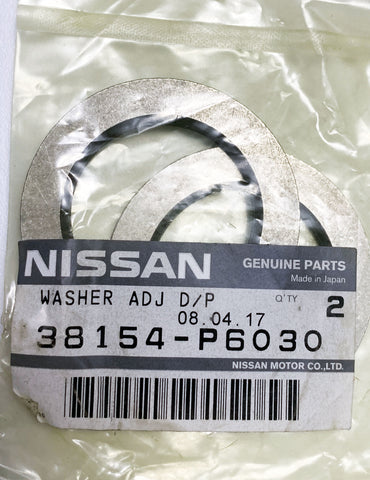 NISSAN GENUINE PARTS
Made in Japan
WASHER ADJ D/P Q'TY 2
08.04.17
38154-P6030
NISSAN MOTOR CO.,LTD.